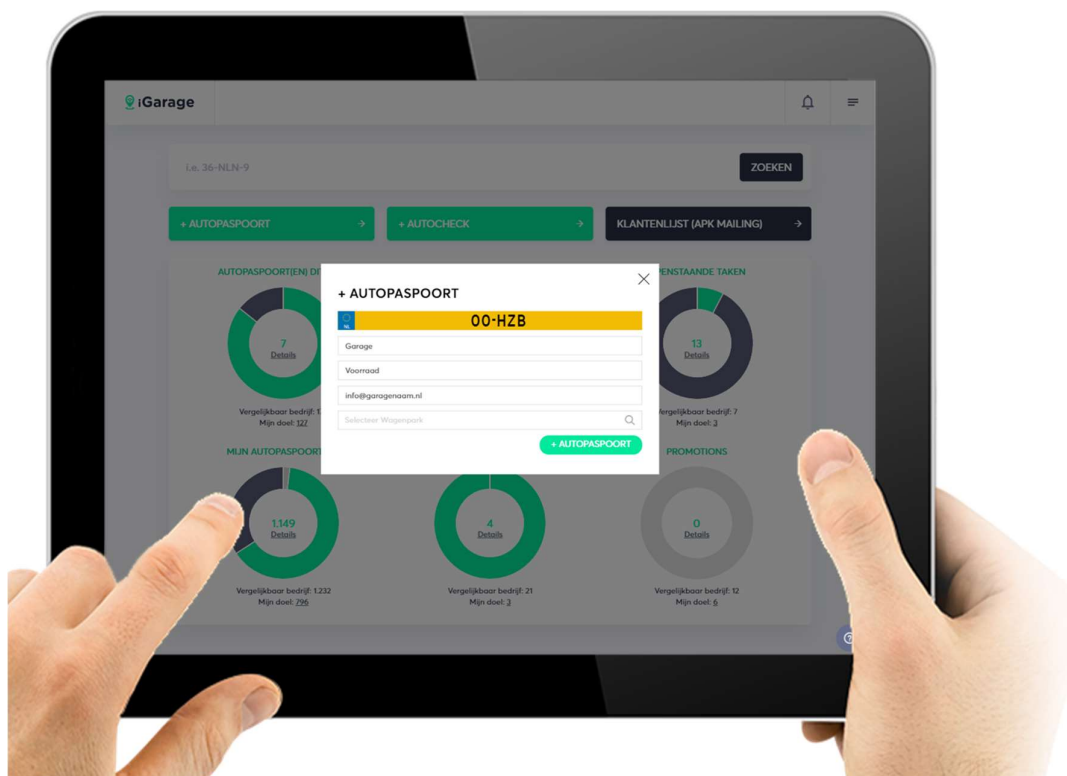 iGarage
i.e. 36-NLN-9
ZOEKEN
+ AUTOPASPOORT →
+ AUTOCHECK →
KLANTENLIJST (APK MAILING) →
AUTOPASPOORT(EN)
TAKEN
+ AUTOPASPOORT
NL
00-HZB
Garage
Voorraad
info@garagenaam.nl
Selecteer Wagenpark
+ AUTOPASPOORT
7
Details
13
Details
Vergelijkbaar bedrijf:
Mijn doel: 127
bedrijf: 7
Mijn doel: 3
MIJN
PROMOTIONS
1.149
Details
4
Details
0
Details
Vergelijkbaar bedrijf: 1.232
Mijn doel: 796
Vergelijkbaar bedrijf: 21
Mijn doel: 3
Vergelijkbaar bedrijf: 12
Mijn doel: 6